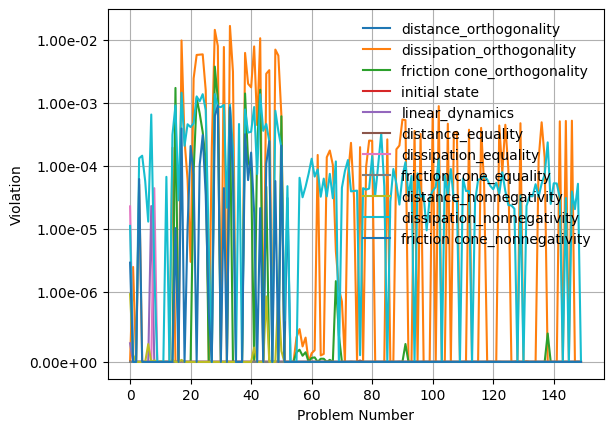 1.00e-02
1.00e-03
1.00e-04
1.00e-05
1.00e-06
0.00e+00
Violation
distance_orthogonality
dissipation_orthogonality
friction cone_orthogonality
initial state
linear_dynamics
distance_equality
dissipation_equality
friction cone_equality
distance_nonnegativity
dissipation_nonnegativity
friction cone_nonnegativity
0 20 40 60 80 100 120 140
Problem Number